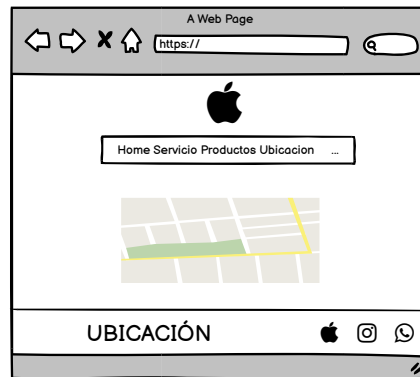 A Web Page
https://
Home Servicio Productos Ubicacion ...
UBICACIÓN